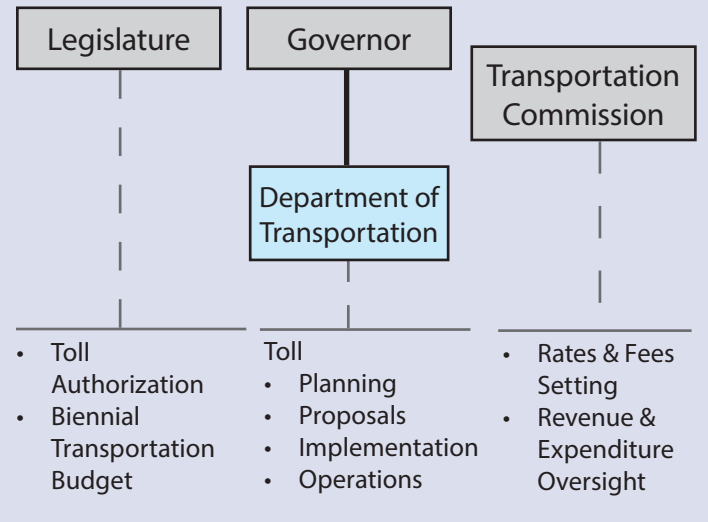 Legislature
Governor
Transportation
Commission
Department of
Transportation
• Toll
Authorization
• Biennial
Transportation
Budget
Toll
• Planning
• Proposals
• Implementation
• Operations
• Rates & Fees
Setting
• Revenue &
Expenditure
Oversight